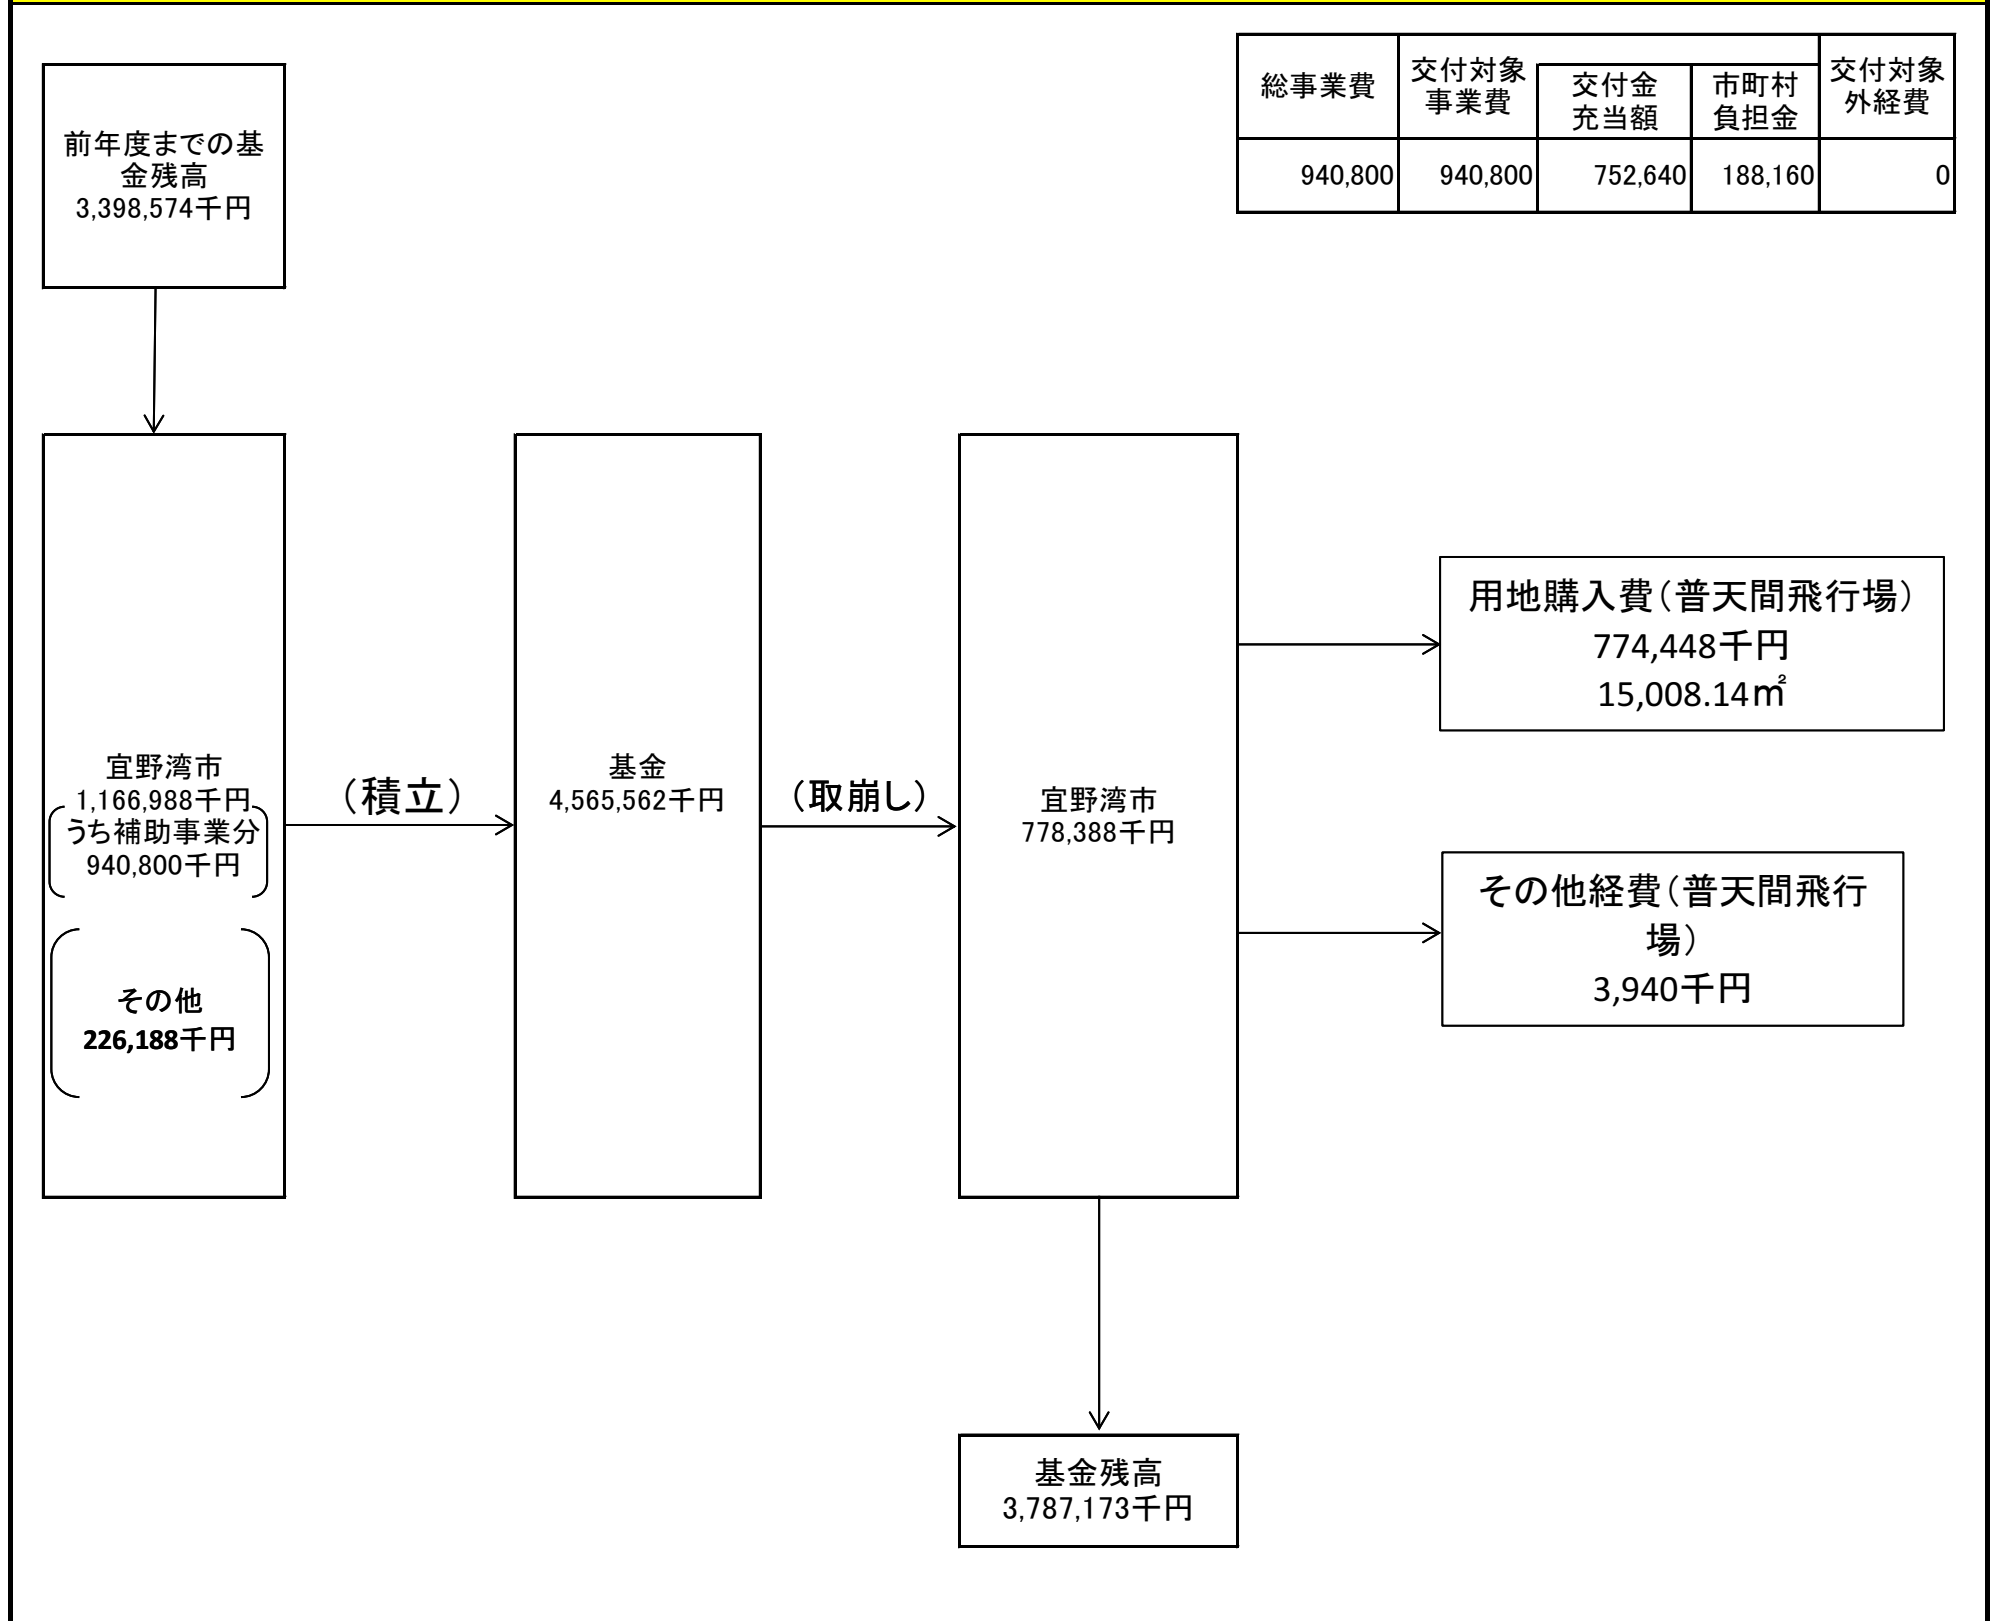 総事業費
交付対象
事業費
交付金
充当額
市町村
負担金
交付対象
外経費
940,800
940,800
752,640
188,160
0
前年度までの基
金残高
3,398,574千円
宜野湾市
1,166,988千円
うち補助事業分
940,800千円
その他
226,188千円
（積立）
基金
4,565,562千円
（取崩し）
宜野湾市
778,388千円
用地購入費（普天間飛行場）
774,448千円
15,008.14㎡
その他経費（普天間飛行
場）
3,940千円
基金残高
3,787,173千円